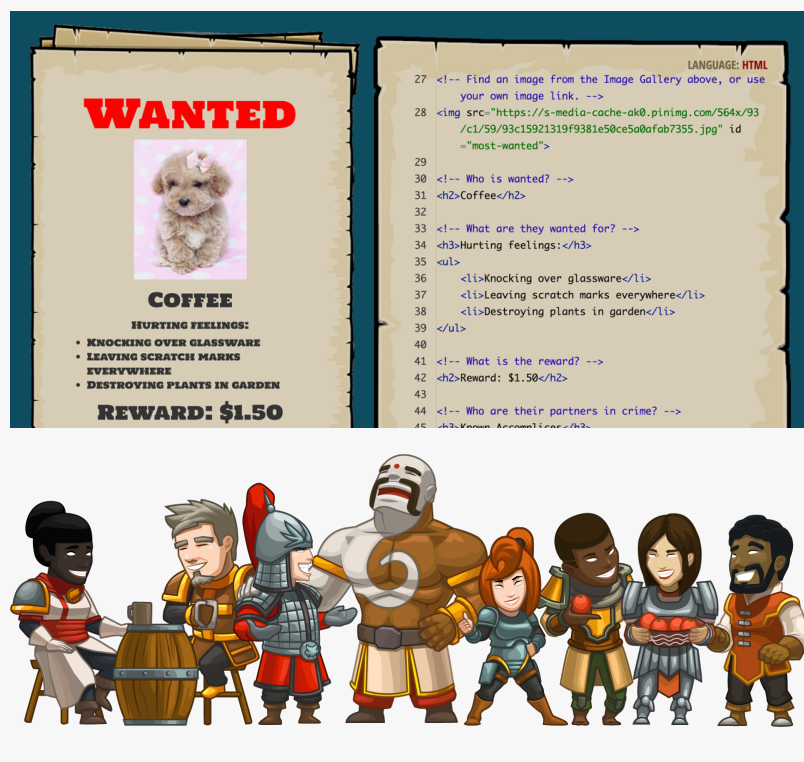 WANTED
COFFEE
HURTING FEELINGS:
• KNOCKING OVER GLASSWARE
• LEAVING SCRATCH MARKS
EVERYWHERE
• DESTROYING PLANTS IN GARDEN
REWARD: $1.50
LANGUAGE: HTML
27 <!-- Find an image from the Image Gallery above, or use
your own image link. -->
28 <img src="https://s-media-cache-ak0.pinimg.com/564x/93
/c1/59/93c15921319f9381e50ce5a0afab7355.jpg" id
="most-wanted">
29
30 <!-- Who is wanted? -->
31 <h2>Coffee</h2>
32
33 <!-- What are they wanted for? -->
34 <h3>Hurting feelings:</h3>
35 <ul>
36 <li>Knocking over glassware</li>
37 <li>Leaving scratch marks everywhere</li>
38 <li>Destroying plants in garden</li>
39 </ul>
40
41 <!-- What is the reward? -->
42 <h2>Reward: $1.50</h2>
43
44 <!-- Who are their partners in crime? -->
45 <h3>Known Accomplices</h3>